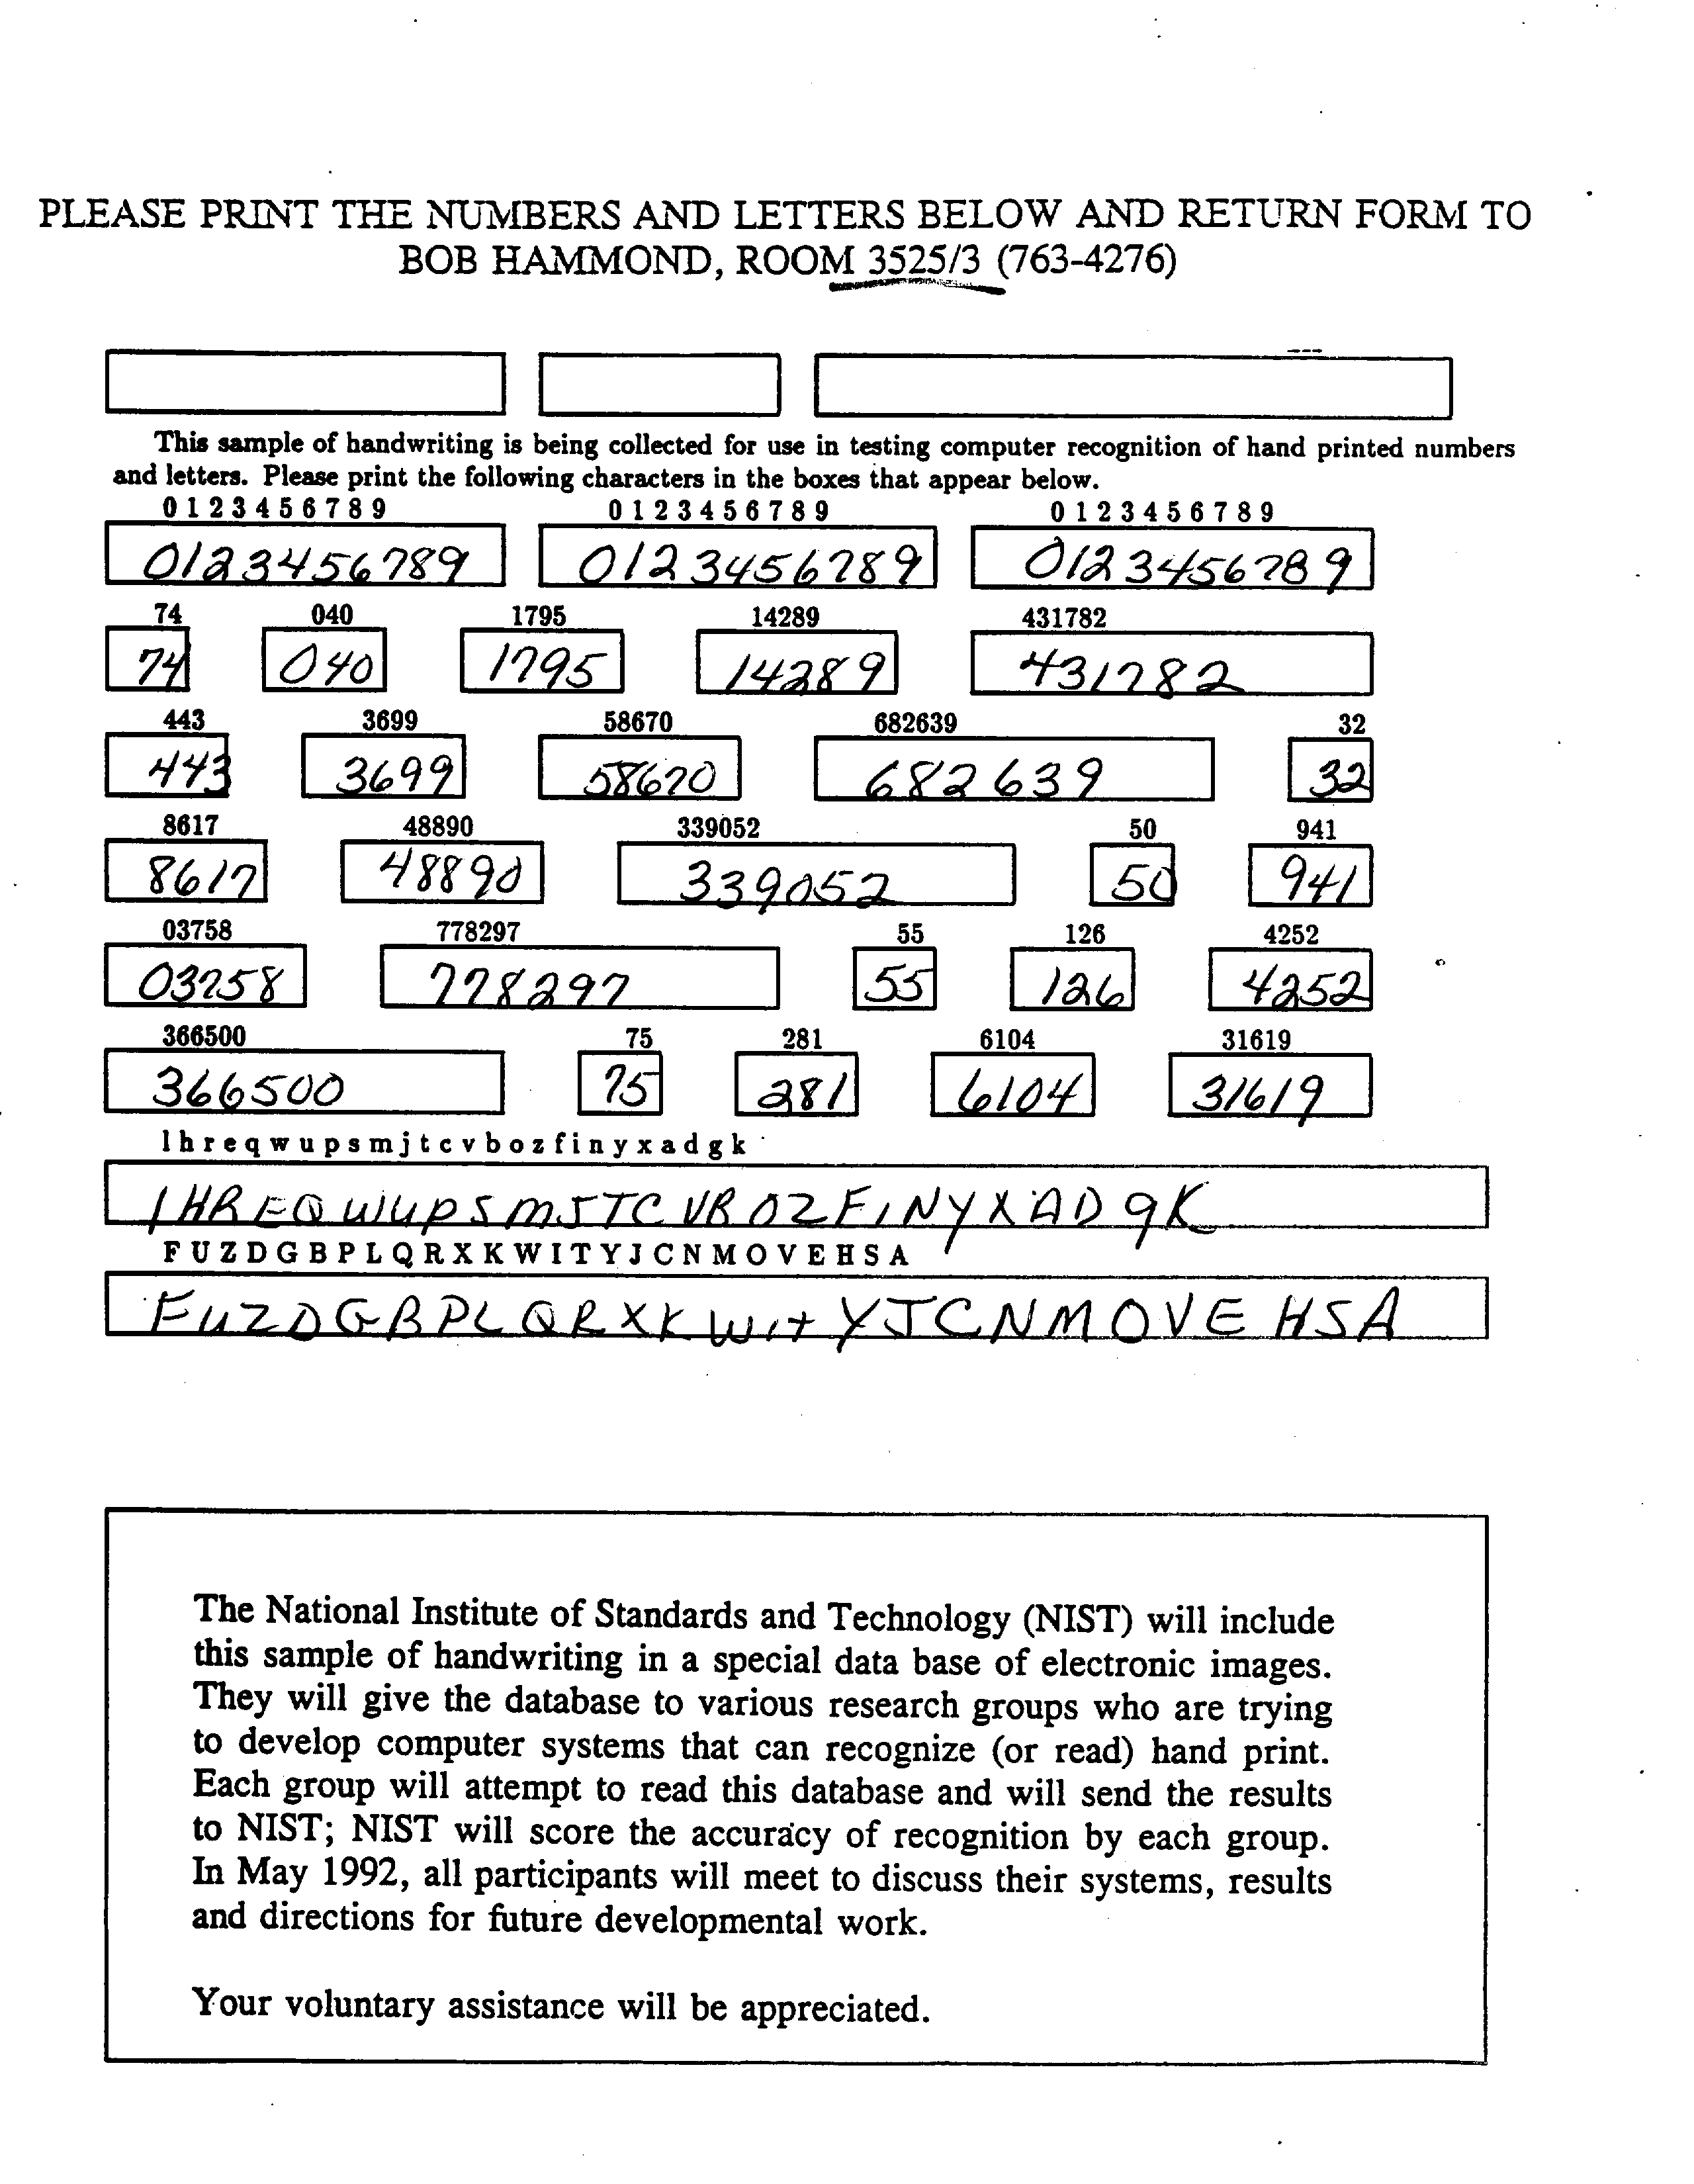 PLEASE PRINT THE NUMBERS AND LETTERS BELOW AND RETURN FORM TO
BOB HAMMOND, ROOM 3525/3 (763-4276)
This sample of handwriting is being collected for use in testing computer recognition of hand printed numbers
and letters. Please print the following characters in the boxes that appear below.
0 1 2 3 4 5 6 7 8 9 0 1 2 3 4 5 6 7 8 9 0 1 2 3 4 5 6 7 8 9
0123456789 0123456789 0123456789
74 040 1795 14289 431782
74 040 1795 14289 431782
443 3699 58670 682639 32
443 3699 58670 682639 32
8617 48890 339052 50 941
8617 48890 339052 50 941
03758 778297 55 126 4252
03758 778297 55 126 4252
366500 75 281 6104 31619
366500 75 281 6104 31619
l h r e q w u p s m j t c v b o z f i n y x a d g k
l H R E Q W U P S M J T C V B O Z F I N Y X A D g K
F U Z D G B P L Q R X K W I T Y J C N M O V E H S A
F U Z D G B P L Q R X K W i t Y J C N M O V E H S A
The National Institute of Standards and Technology (NIST) will include
this sample of handwriting in a special data base of electronic images.
They will give the database to various research groups who are trying
to develop computer systems that can recognize (or read) hand print.
Each group will attempt to read this database and will send the results
to NIST; NIST will score the accuracy of recognition by each group.
In May 1992, all participants will meet to discuss their systems, results
and directions for future developmental work.
Your voluntary assistance will be appreciated.